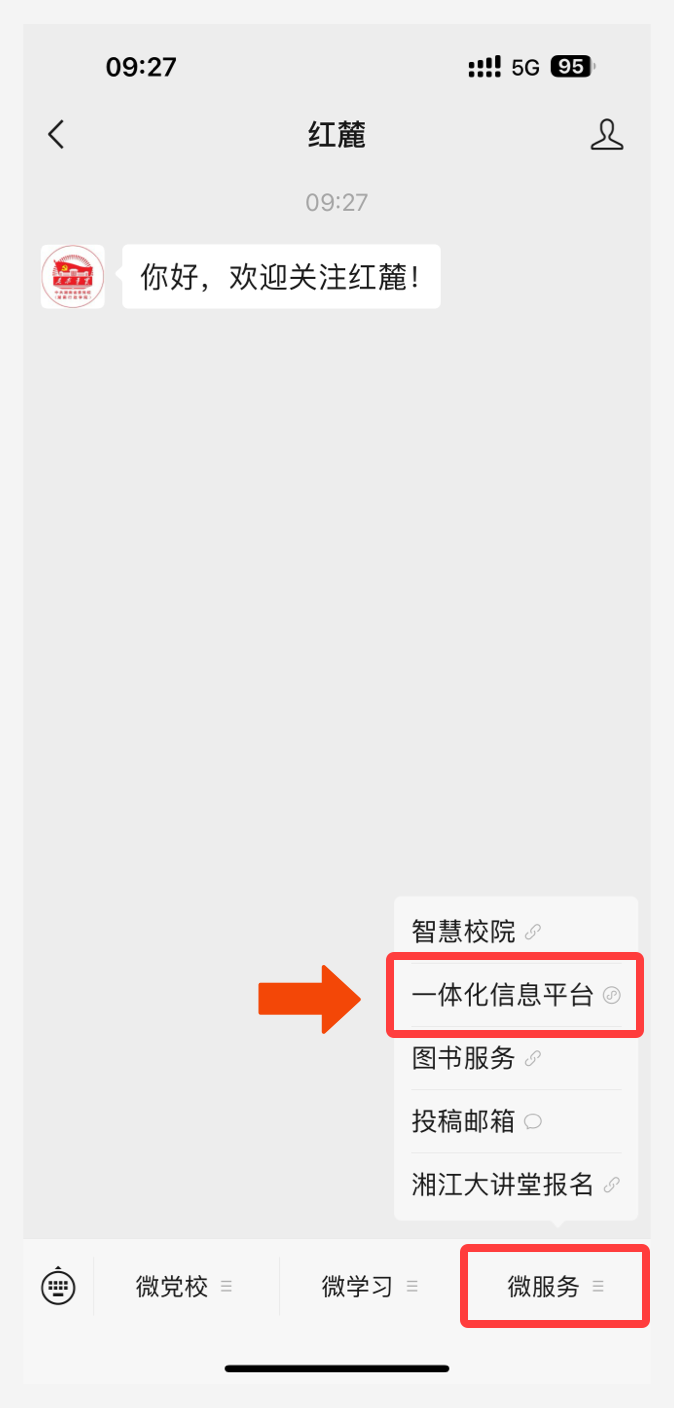 09:27
5G 95
红麓
09:27
你好，欢迎关注红麓！
智慧校院
一体化信息平台
图书服务
投稿邮箱
湘江大讲堂报名
微党校
微学习
微服务